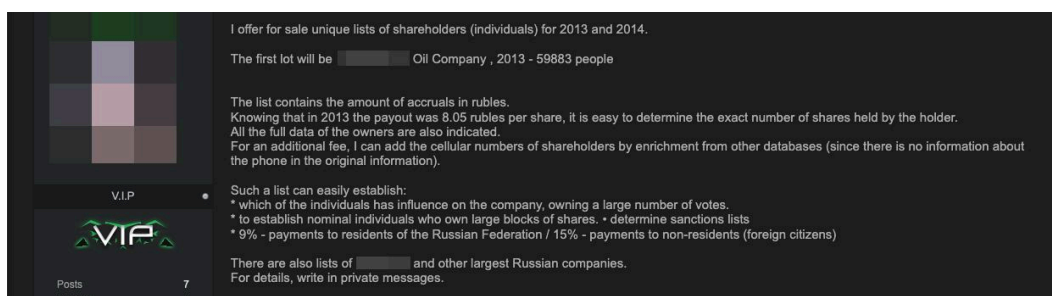 I offer for sale unique lists of shareholders (individuals) for 2013 and 2014.
The first lot will be Oil Company , 2013 - 59883 people
The list contains the amount of accruals in rubles.
Knowing that in 2013 the payout was 8.05 rubles per share, it is easy to determine the exact number of shares held by the holder.
All the full data of the owners are also indicated.
For an additional fee, I can add the cellular numbers of shareholders by enrichment from other databases (since there is no information about
the phone in the original information).
Such a list can easily establish:
* which of the individuals has influence on the company, owning a large number of votes.
* to establish nominal individuals who own large blocks of shares. • determine sanctions lists
* 9% - payments to residents of the Russian Federation / 15% - payments to non-residents (foreign citizens)
There are also lists of and other largest Russian companies.
For details, write in private messages.
V.I.P
VIP
Posts 7